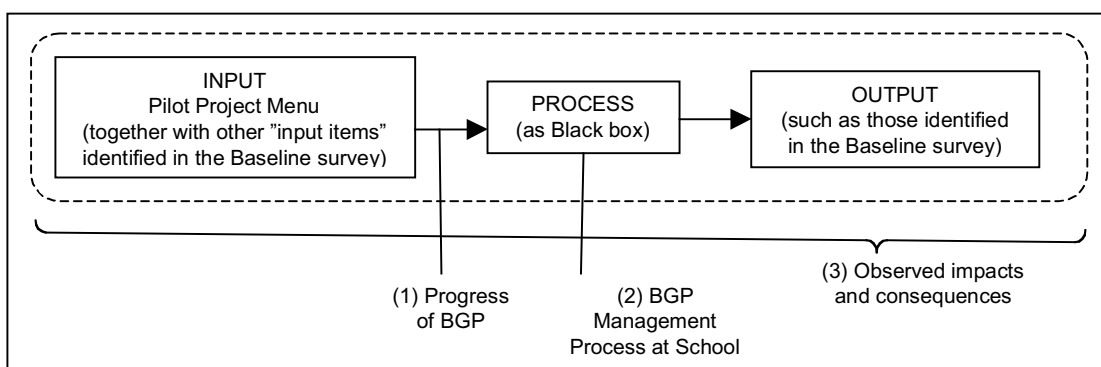 INPUT
Pilot Project Menu
(together with other ”input items”
identified in the Baseline survey)
PROCESS
(as Black box)
OUTPUT
(such as those identified
in the Baseline survey)
(1) Progress
of BGP
(2) BGP
Management
Process at School
(3) Observed impacts
and consequences